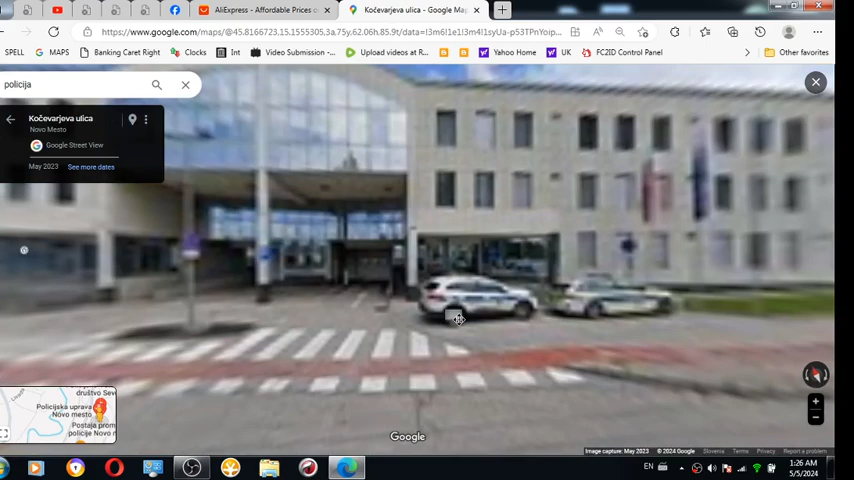 AliExpress - Affordable Prices o
Kočevarjeva ulica - Google Ma
https://www.google.com/maps/@45.8166723,15.1555305,3a,75y,62.06h,85.9t/data=!3m6!1e1!3m4!1syUa-p53TPnYoip...
SPELL
MAPS
Banking Caret Right
Clocks
Int
Video Submission -...
Upload videos at r...
Yahoo Home
UK
FC2ID Control Panel
Other favorites
policija
Kočevarjeva ulica
Novo Mesto
Google Street View
May 2023
See more dates
društvo Sev
Policijska uprava
Novo mesto
Postaja prom
policije Novo m
Google
Image capture: May 2023
© 2024 Google
Slovenia
Terms
Privacy
Report a problem
EN
1:26 AM
5/5/2024